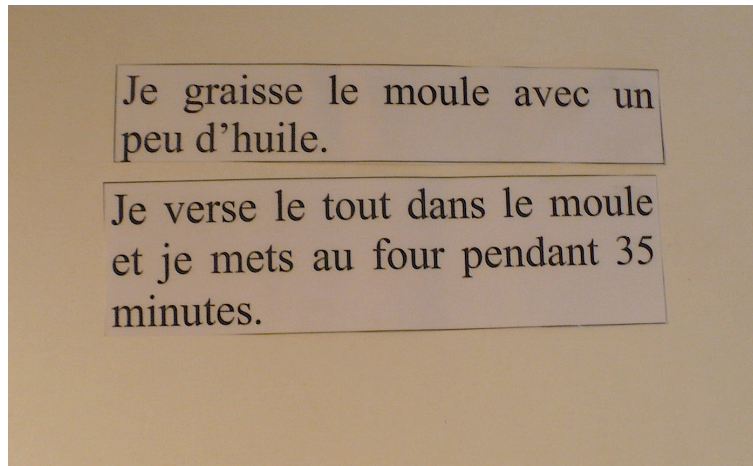 Je graisse le moule avec un
peu d’huile.
Je verse le tout dans le moule
et je mets au four pendant 35
minutes.